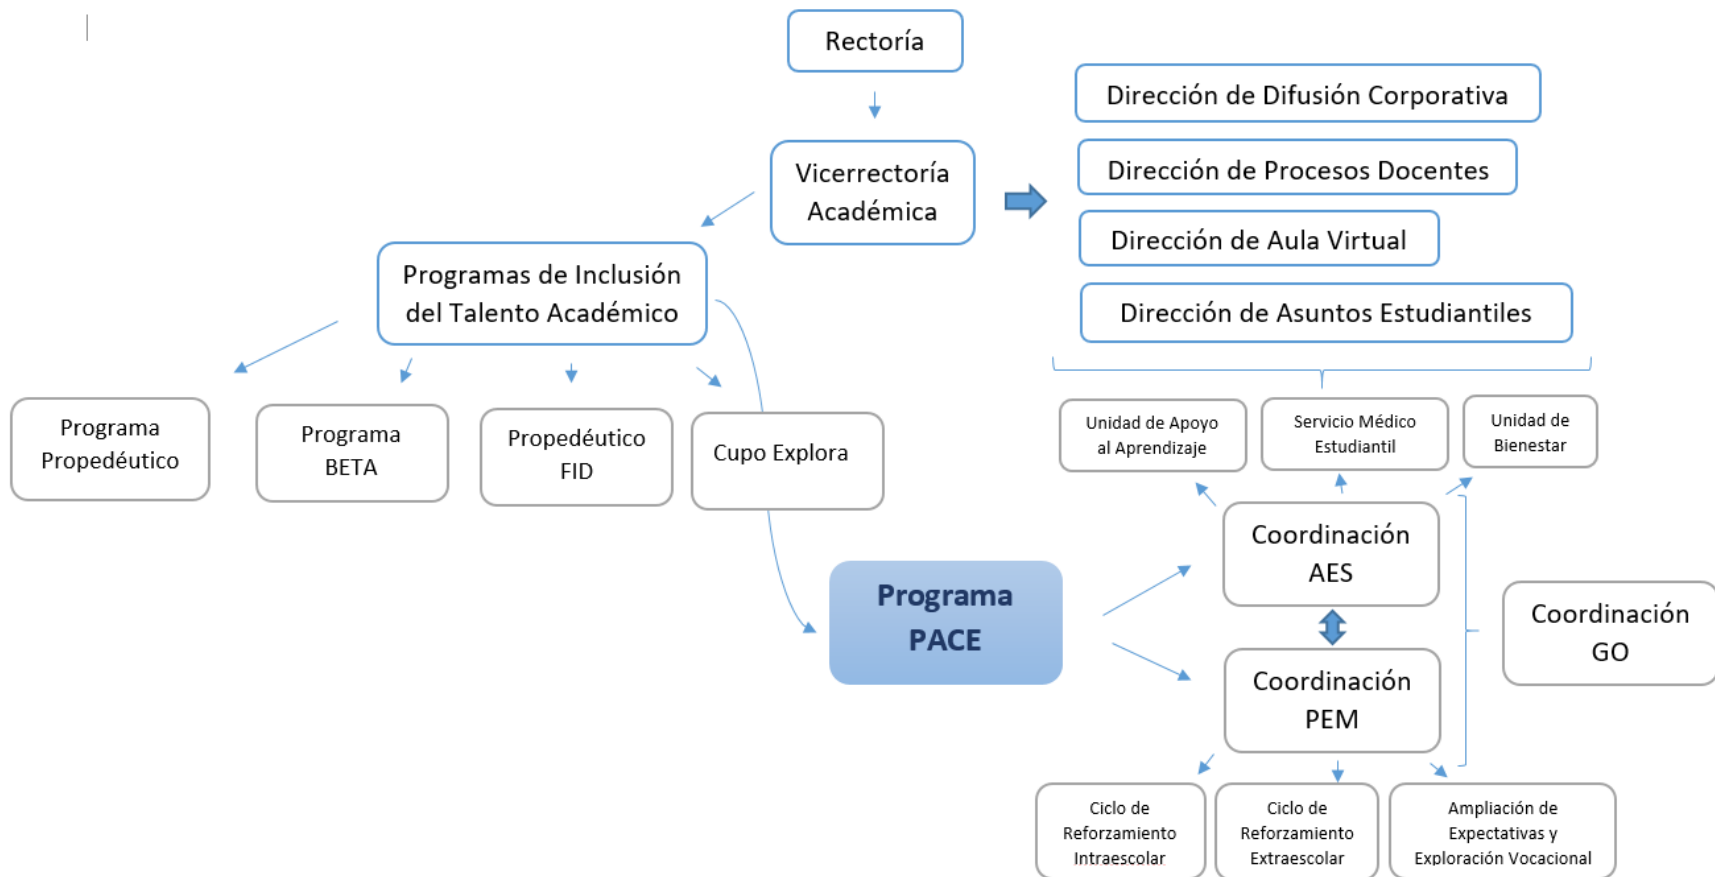 Rectoría
Dirección de Difusión Corporativa
Vicerrectoría
Académica
Dirección de Procesos Docentes
Dirección de Aula Virtual
Programas de Inclusión
del Talento Académico
Dirección de Asuntos Estudiantiles
Programa
Propedéutico
Programa
BETA
Propedéutico
FID
Cupo Explora
Unidad de Apoyo
al Aprendizaje
Servicio Médico
Estudiantil
Unidad de
Bienestar
Coordinación
AES
Programa
PACE
Coordinación
GO
Coordinación
PEM
Ciclo de
Reforzamiento
Intraescolar
Ciclo de
Reforzamiento
Extraescolar
Ampliación de
Expectativas y
Exploración Vocacional